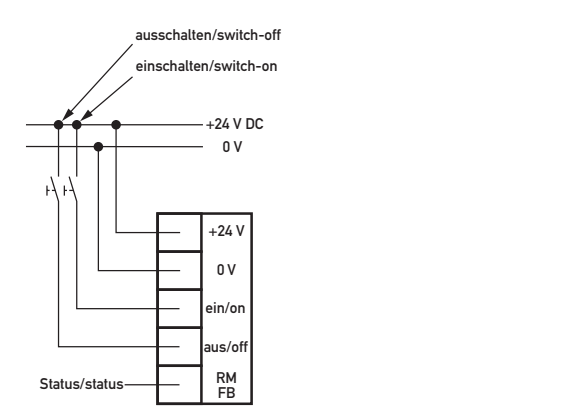 ausschalten/switch-off
einschalten/switch-on
+24 V DC
0 V
+24 V
0 V
ein/on
aus/off
Status/status
RM
FB